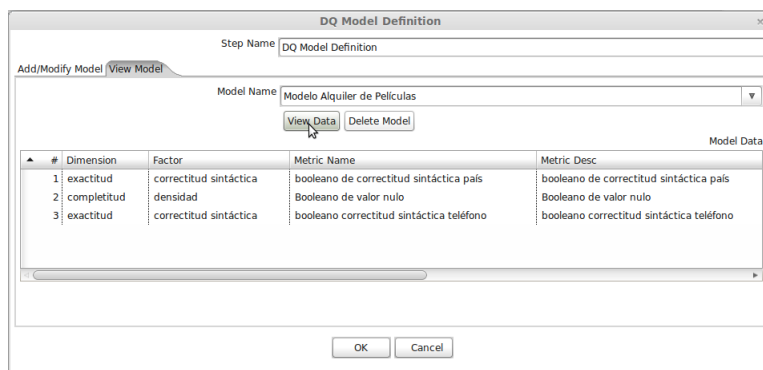 DQ Model Definition
Step Name DQ Model Definition
Add/Modify Model View Model
Model Name Modelo Alquiler de Películas
View Data Delete Model
Model Data
# Dimension Factor Metric Name Metric Desc
1 exactitud correctitud sintáctica booleano de correctitud sintáctica país booleano de correctitud sintáctica país
2 completitud densidad Booleano de valor nulo Booleano de valor nulo
3 exactitud correctitud sintáctica booleano correctitud sintáctica teléfono booleano correctitud sintáctica teléfono
OK Cancel